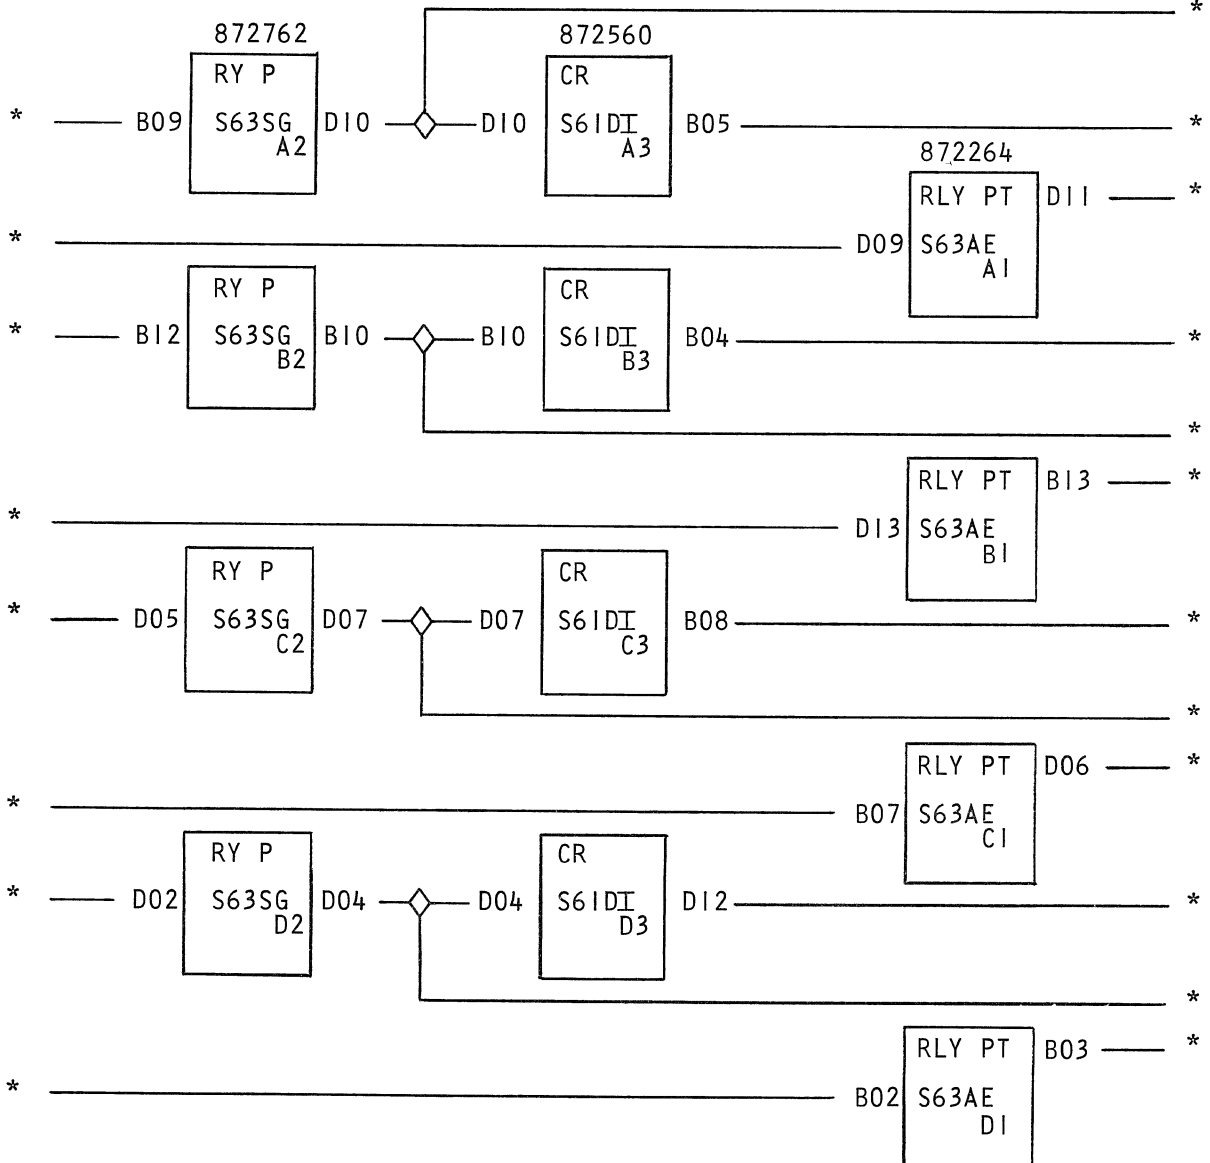 *
872762 872560
RY P CR
* B09 S63SG D10 D10 S61DI B05 *
A2 A3
872264
RLY PT D11 *
* D09 S63AE
A1
RY P CR
* B12 S63SG B10 B10 S61DI B04 *
B2 B3
*
RLY PT B13 *
* D13 S63AE
B1
RY P CR
* D05 S63SG D07 D07 S61DI B08 *
C2 C3
*
RLY PT D06 *
* B07 S63AE
C1
RY P CR
* D02 S63SG D04 D04 S61DI D12 *
D2 D3
*
RLY PT B03 *
* B02 S63AE
D1